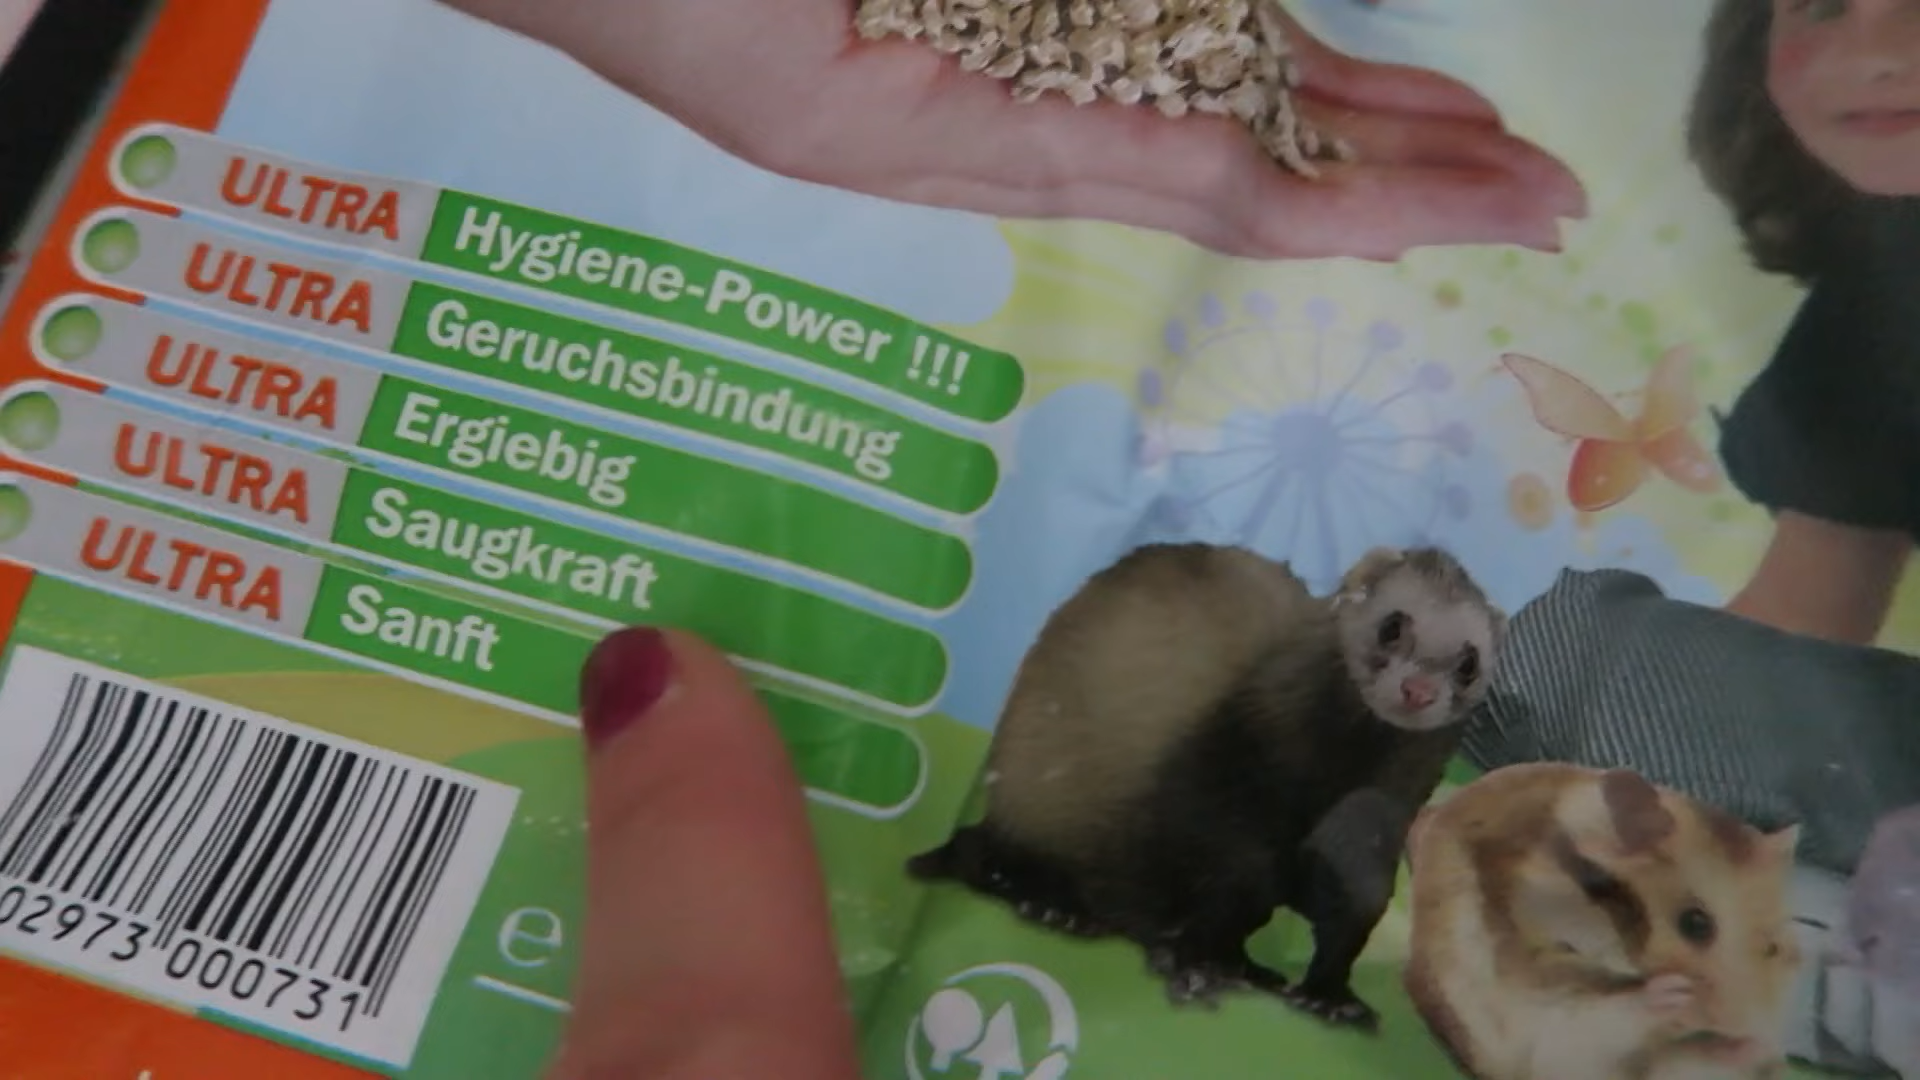 ULTRA Hygiene-Power !!!
ULTRA Geruchsbindung
ULTRA Ergiebig
ULTRA Saugkraft
ULTRA Sanft
02973 000731
e